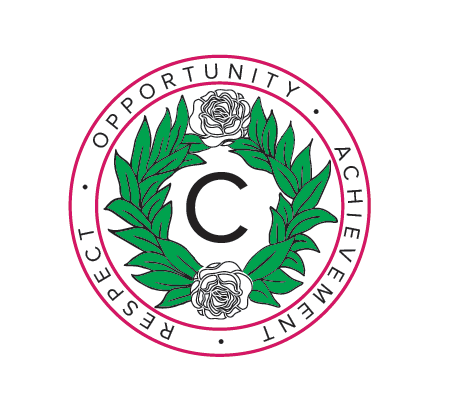 RESPECT • OPPORTUNITY • ACHIEVEMENT •
C